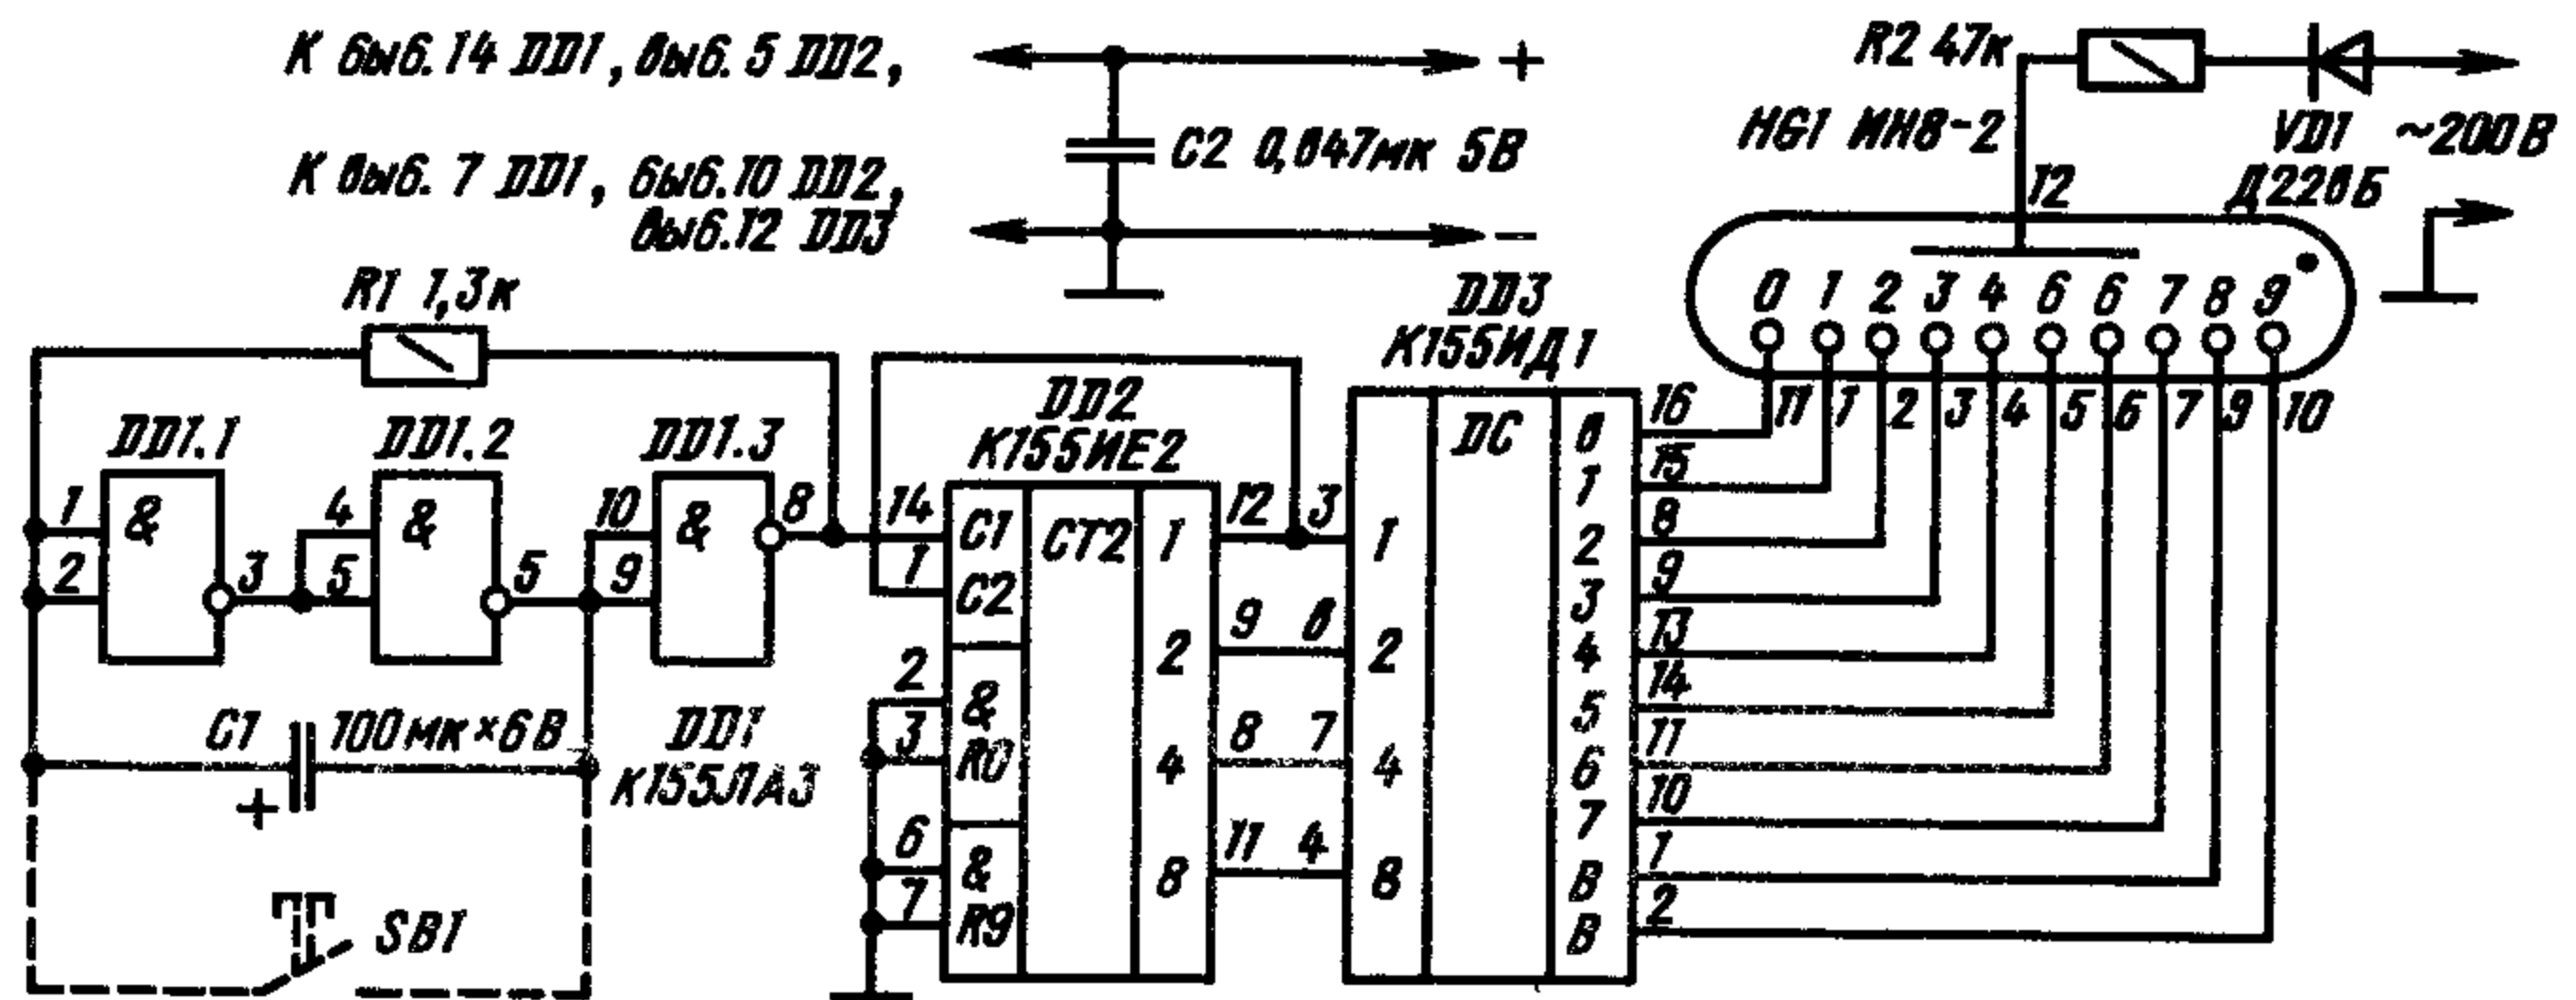 К выв. 14 DD1, выв. 5 DD2,
К выв. 7 DD1, выв. 10 DD2,
выв. 12 DD3
+
C2 0,047мк 5В
−
R2 47к
HG1 ИН8-2
VD1
Д226Б
~200В
12
0 1 2 3 4 6 6 7 8 9
11 1 2 3 4 5 6 7 9 10
R1 1,3к
DD1.1
DD1.2
DD1.3
DD2
К155ИЕ2
DD3
К155ИД1
1
2
&
3
4
5
&
5
10
9
&
8
C1 100мк×6В
+
DD1
К155ЛА3
SB1
14
1
2
3
6
7
C1
C2
&
R0
&
R9
CT2
1
2
4
8
12 3
9 6
8 7
11 4
1
2
4
8
DC
0
1
2
3
4
5
6
7
В
В
16
15
8
9
13
14
11
10
1
2